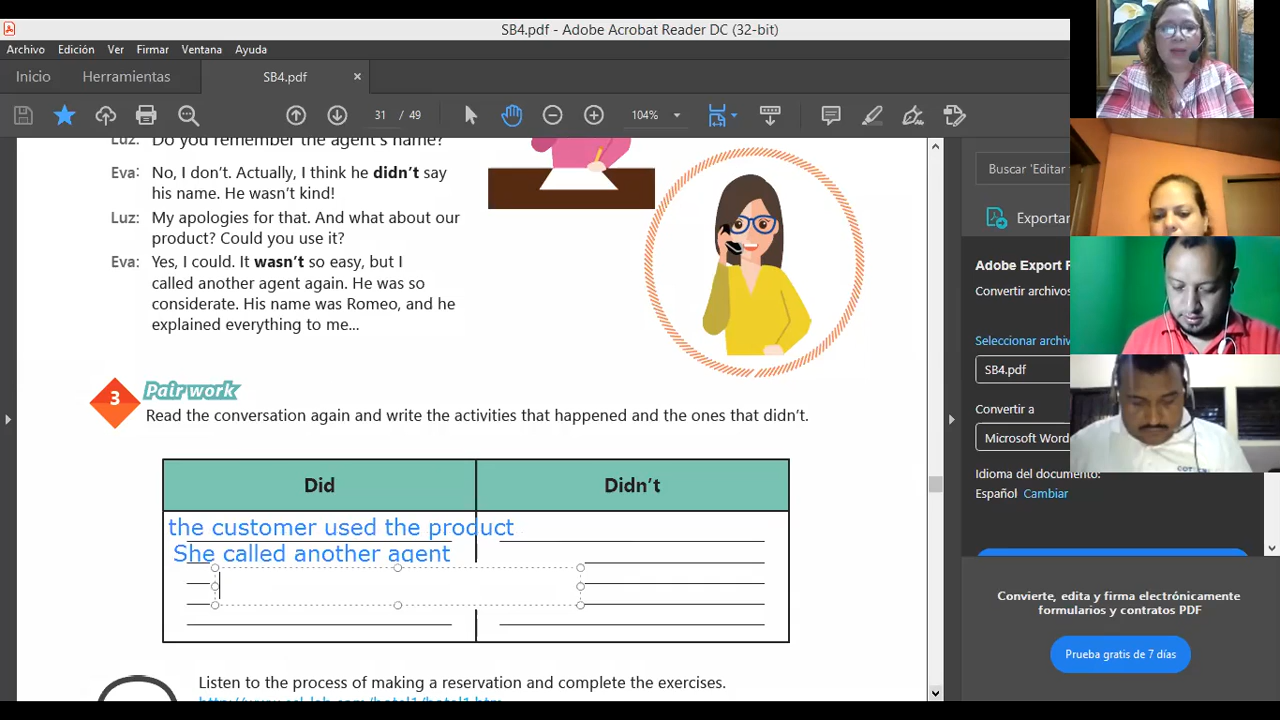 SB4.pdf - Adobe Acrobat Reader DC (32-bit)
Archivo Edición Ver Firmar Ventana Ayuda
Inicio Herramientas SB4.pdf ×
31 / 49 104%
Luz: Do you remember the agent's name?
Eva: No, I don't. Actually, I think he didn't say
his name. He wasn't kind!
Luz: My apologies for that. And what about our
product? Could you use it?
Eva: Yes, I could. It wasn't so easy, but I
called another agent again. He was so
considerate. His name was Romeo, and he
explained everything to me...
3 Pair work
Read the conversation again and write the activities that happened and the ones that didn't.
Did Didn't
the customer used the product
She called another agent
Listen to the process of making a reservation and complete the exercises.
Buscar 'Editar
Exportar
Adobe Export
Convertir archivos
Seleccionar archiv
SB4.pdf
Convertir a
Microsoft Word
Idioma del documento:
Español Cambiar
Convierte, edita y firma electrónicamente
formularios y contratos PDF
Prueba gratis de 7 días